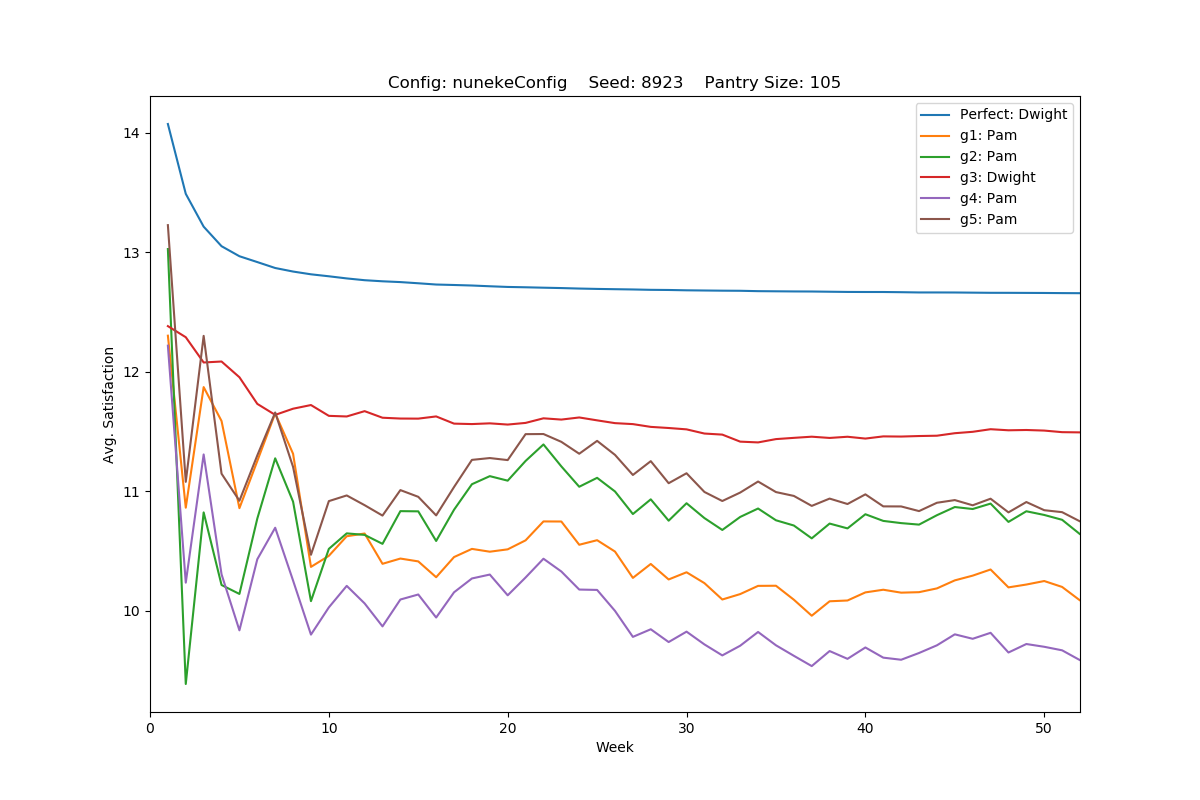 Config: nunekeConfig    Seed: 8923    Pantry Size: 105
Perfect: Dwight
g1: Pam
g2: Pam
g3: Dwight
g4: Pam
g5: Pam
Avg. Satisfaction
14
13
12
11
10
0 10 20 30 40 50
Week